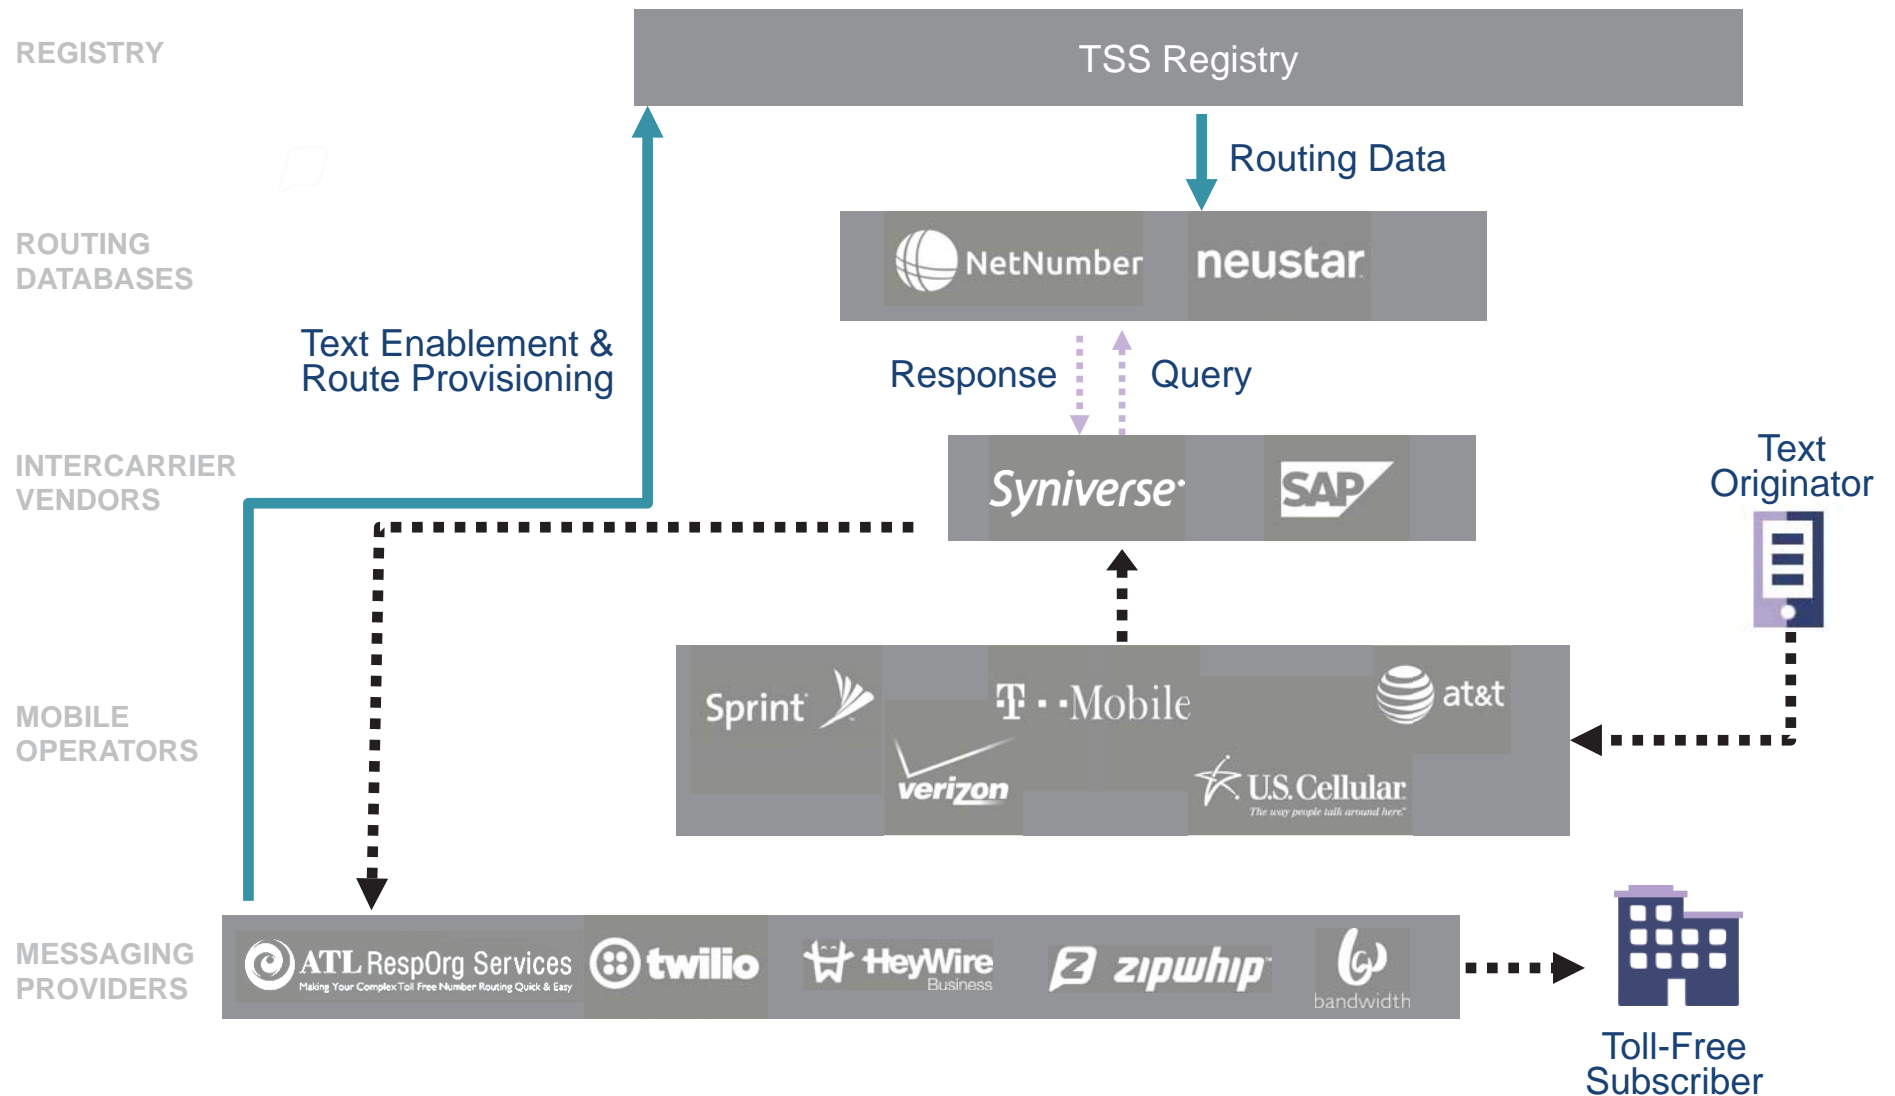 REGISTRY
TSS Registry
Routing Data
ROUTING
DATABASES
NetNumber
neustar
Text Enablement &
Route Provisioning
Response
Query
INTERCARRIER
VENDORS
Syniverse
SAP
Text
Originator
MOBILE
OPERATORS
Sprint
T··Mobile
at&t
verizon
U.S. Cellular
The way people talk around here.
MESSAGING
PROVIDERS
ATL RespOrg Services
Making Your Complex Toll Free Number Routing Quick & Easy
twilio
HeyWire
Business
zipwhip
bandwidth
Toll-Free
Subscriber